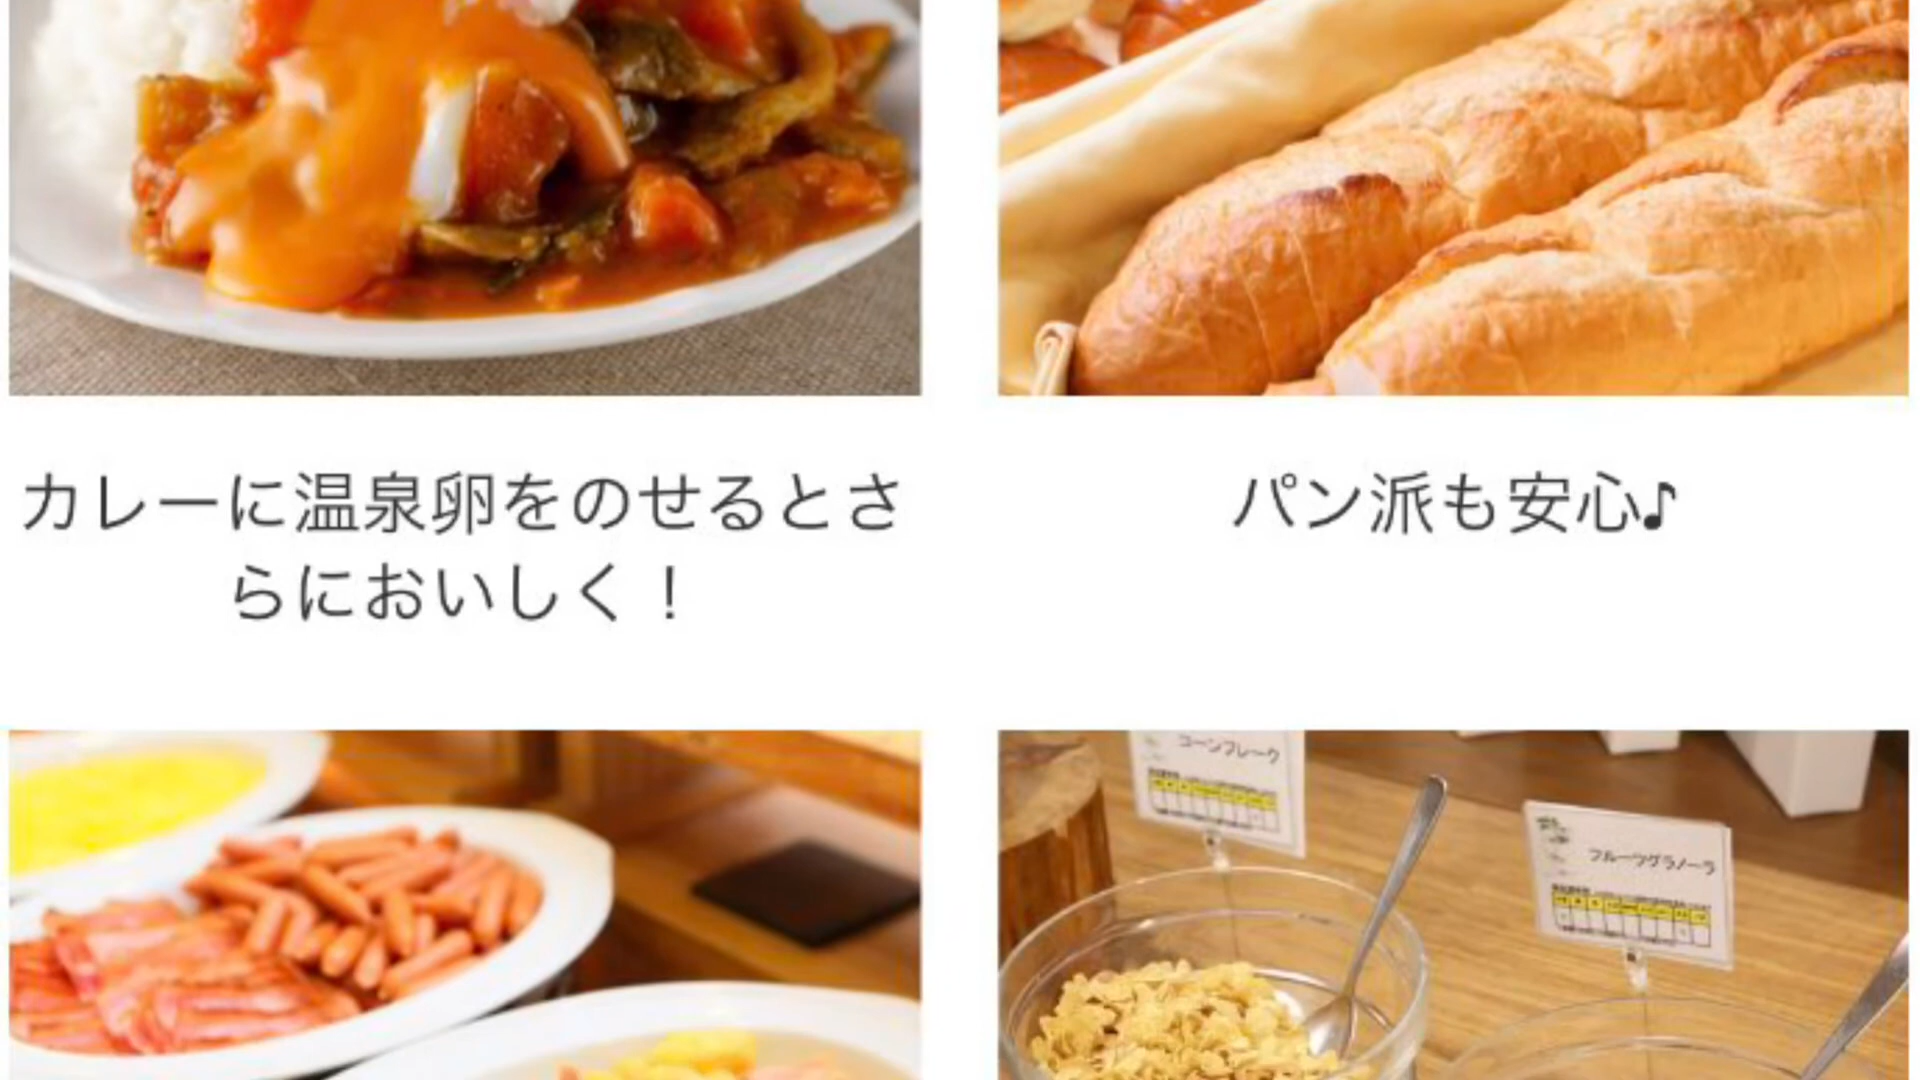 カレーに温泉卵をのせるとさ
らにおいしく！
パン派も安心♪
コーンフレーク
フルーツグラノーラ